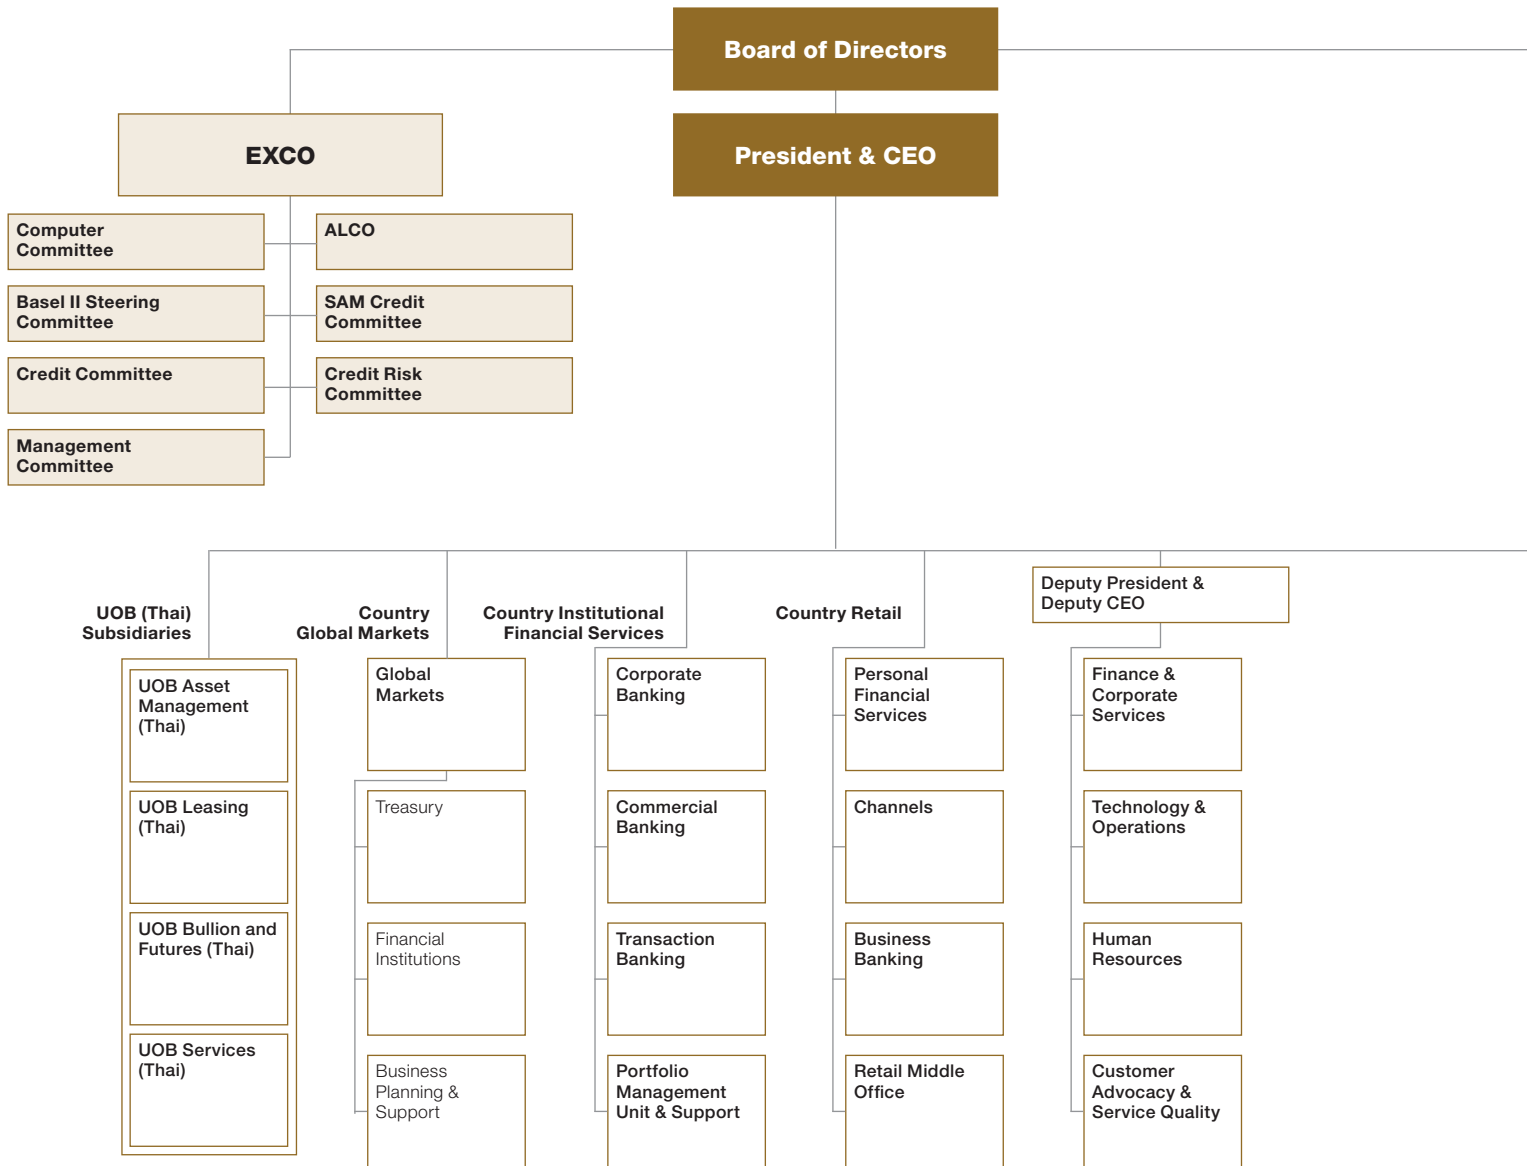 Board of Directors
EXCO
President & CEO
Computer
Committee
ALCO
Basel II Steering
Committee
SAM Credit
Committee
Credit Committee
Credit Risk
Committee
Management
Committee
UOB (Thai)
Subsidiaries
UOB Asset
Management
(Thai)
UOB Leasing
(Thai)
UOB Bullion and
Futures (Thai)
UOB Services
(Thai)
Country
Global Markets
Global
Markets
Treasury
Financial
Institutions
Business
Planning &
Support
Country Institutional
Financial Services
Corporate
Banking
Commercial
Banking
Transaction
Banking
Portfolio
Management
Unit & Support
Country Retail
Personal
Financial
Services
Channels
Business
Banking
Retail Middle
Office
Deputy President &
Deputy CEO
Finance &
Corporate
Services
Technology &
Operations
Human
Resources
Customer
Advocacy &
Service Quality